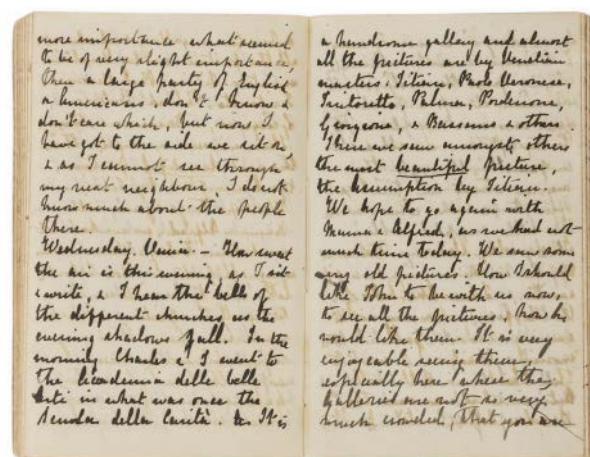 more importance what seemed
to be of very slight importance,
then a large party of English
or Americans, don't know &
don't care which, but now I
have got to the side we sit on,
& as I cannot see through
my next neighbour, I do not
know much about the people
there.
Wednesday. Venice. — How sweet
the air is this evening, as I sit
& write, & I hear the bells of
the different churches, as the
evening shadows fall. In the
morning Charles & I went to
the Accademia delle belle
arti in what was once the
Scuola della Carità.   It is
a handsome gallery and almost
all the pictures are by Venetian
masters, Titian, Paolo Veronese,
Tintoretto, Palma, Pordenone,
Giorgione, & Bassano & others.
There we saw amongst others
the most beautiful picture,
the Assumption by Titian.
We hope to go again with
Mamma & Alfred, as we had not
much time today. We saw some
very old pictures. How I should
like John to be with us now,
to see all the pictures, how he
would like them. It is very
enjoyable seeing them,
especially here where the
galleries are not so very
much crowded, that you are